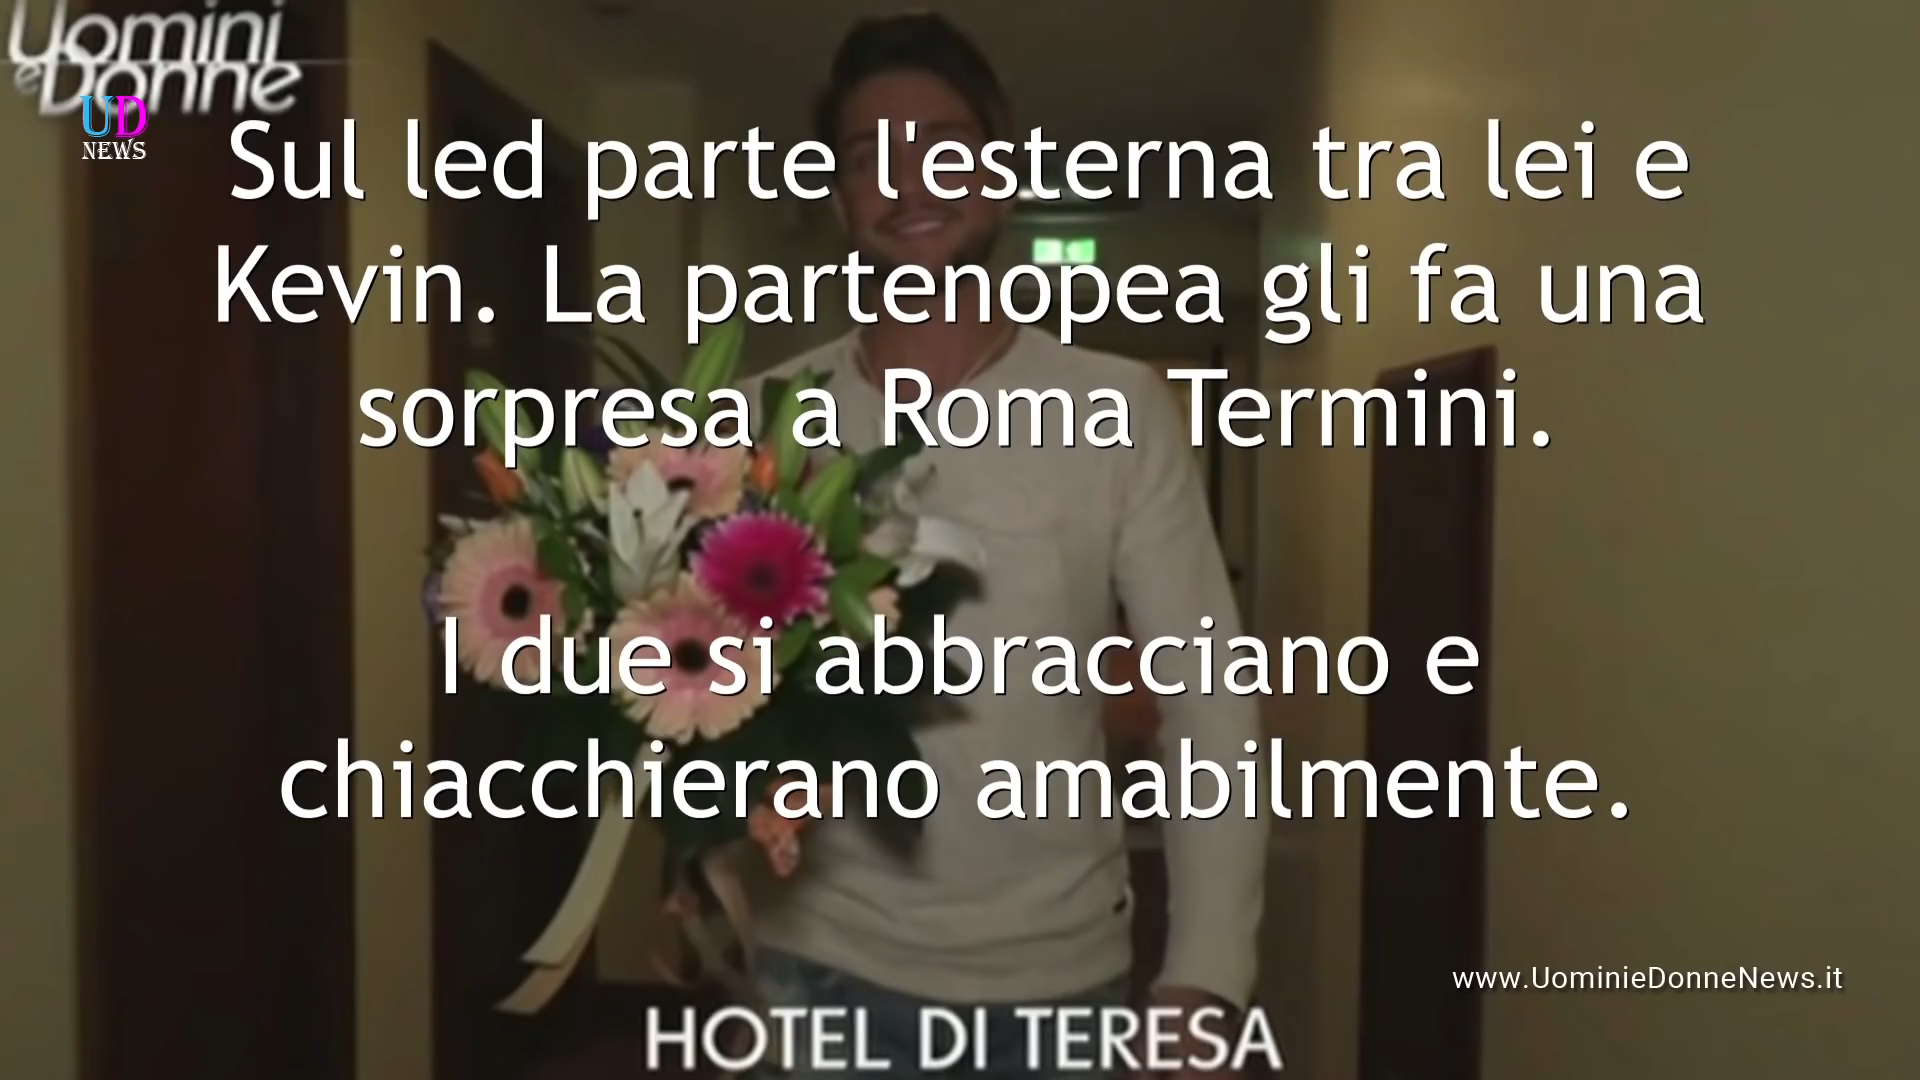 Uomini
e Donne
UD
NEWS
Sul led parte l'esterna tra lei e
Kevin. La partenopea gli fa una
sorpresa a Roma Termini.
I due si abbracciano e
chiacchierano amabilmente.
www.UominieDonneNews.it
HOTEL DI TERESA